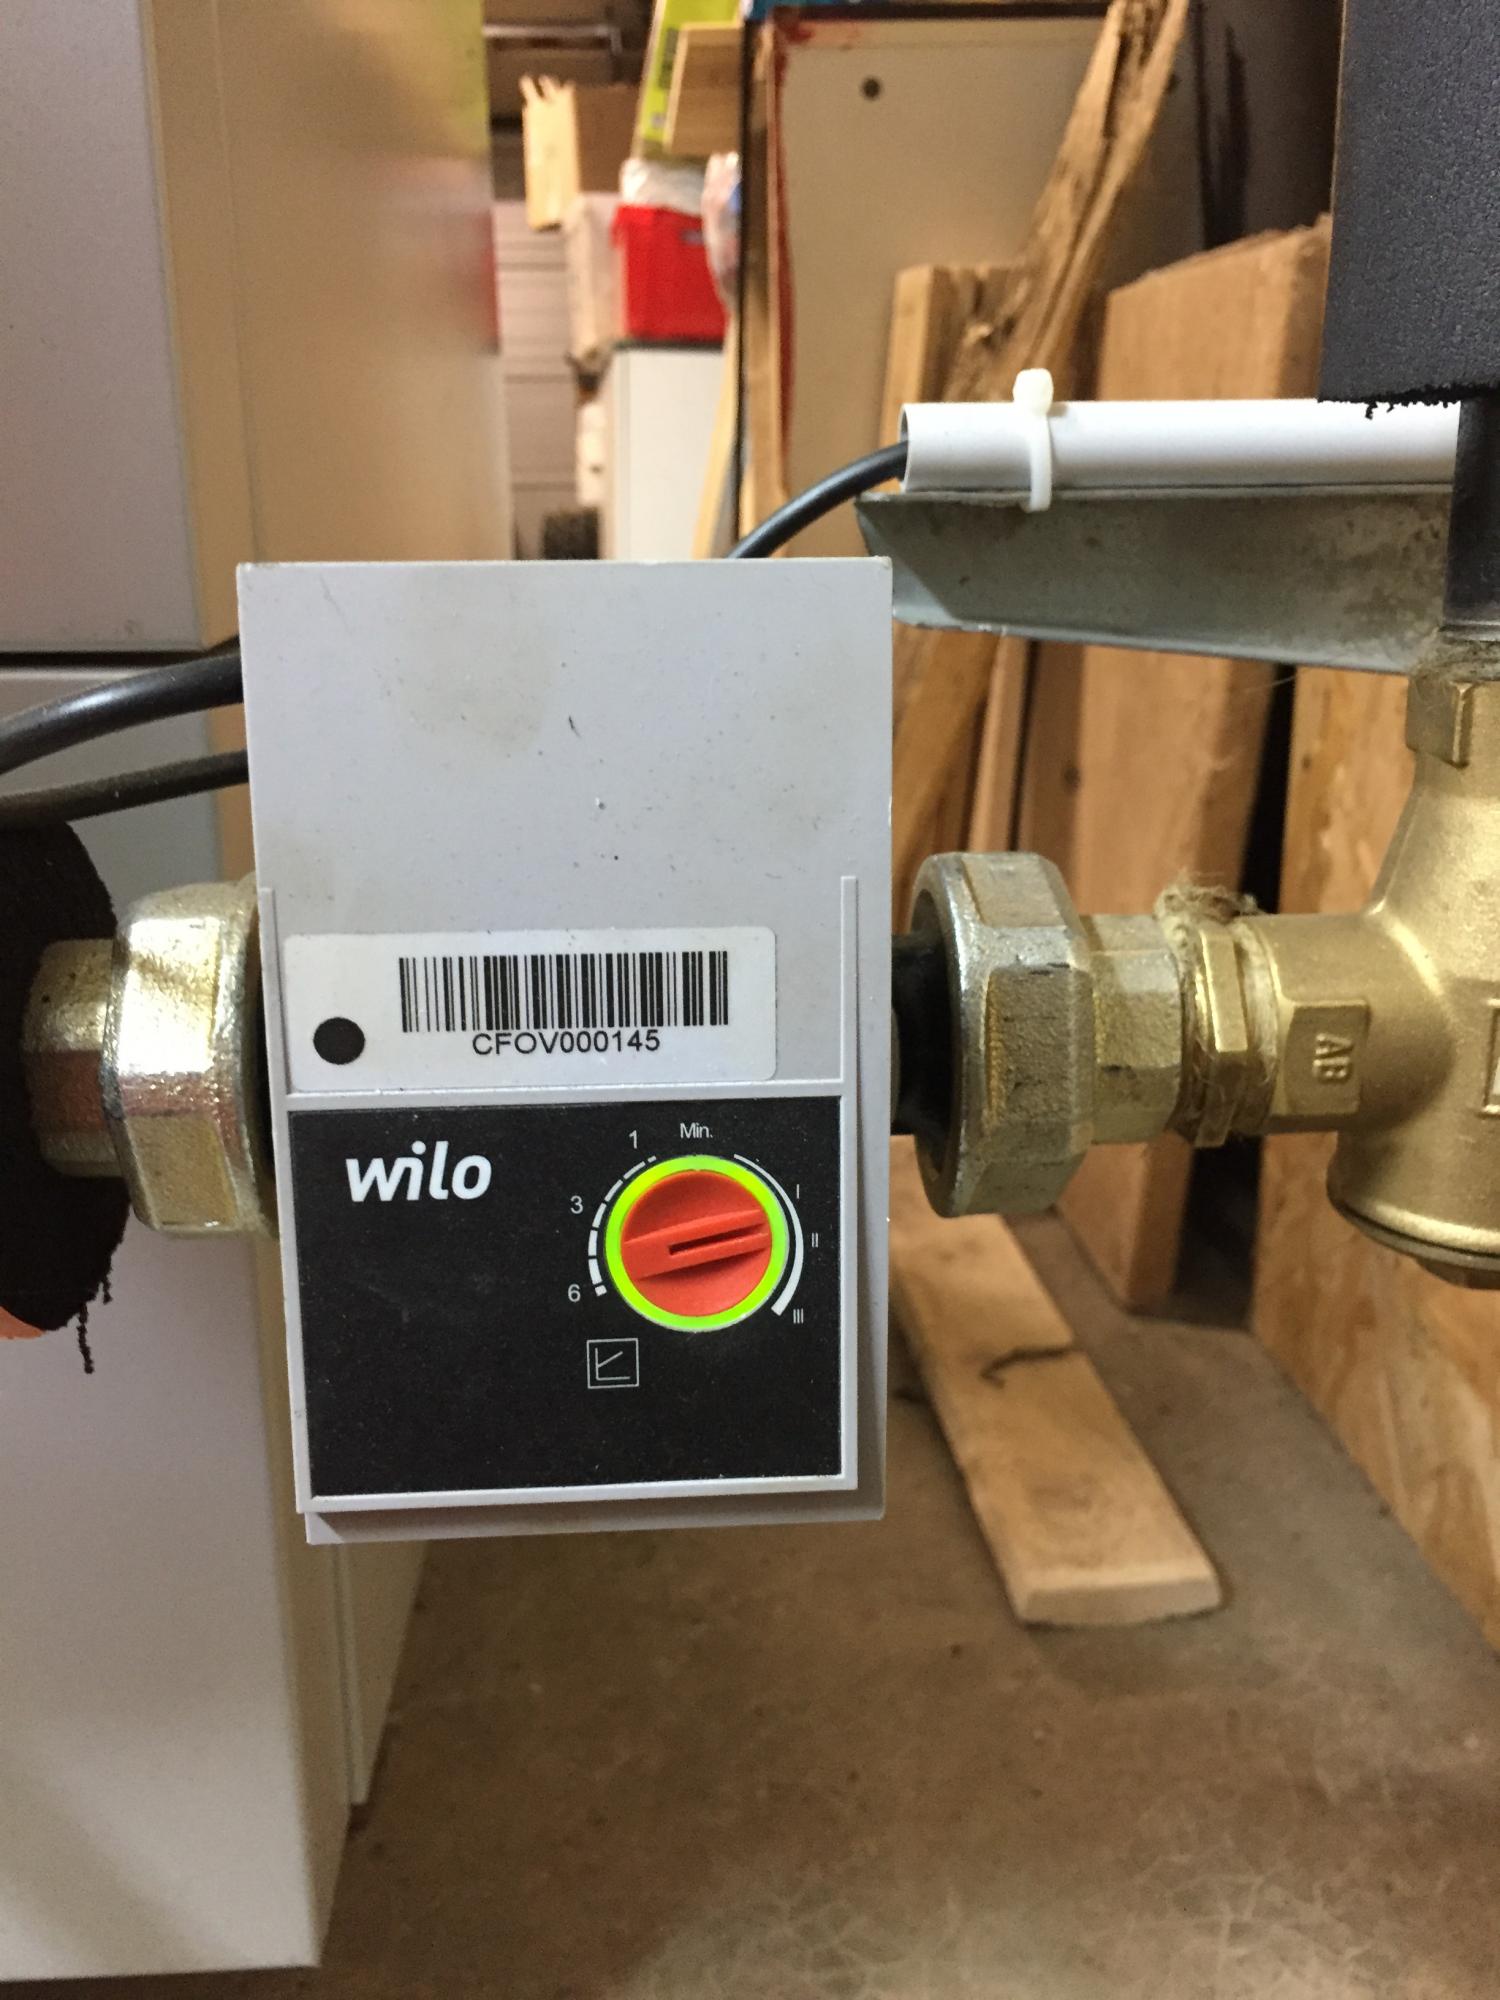 CFOV000145
wilo
Min.
1
3
6
I
II
III
AB